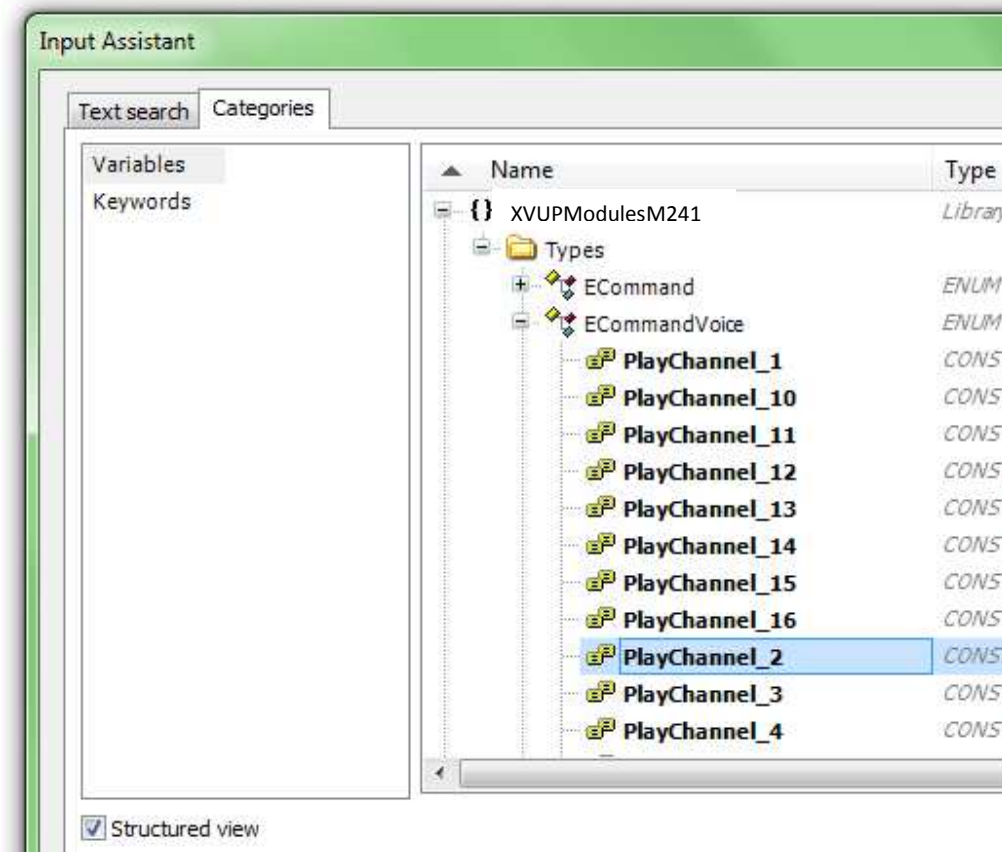 Input Assistant
Text search Categories
Variables
Keywords
Name Type
{} XVUPModulesM241 Library
Types
ECommand ENUM
ECommandVoice ENUM
PlayChannel_1 CONS
PlayChannel_10 CONS
PlayChannel_11 CONS
PlayChannel_12 CONS
PlayChannel_13 CONS
PlayChannel_14 CONS
PlayChannel_15 CONS
PlayChannel_16 CONS
PlayChannel_2 CONS
PlayChannel_3 CONS
PlayChannel_4 CONS
Structured view